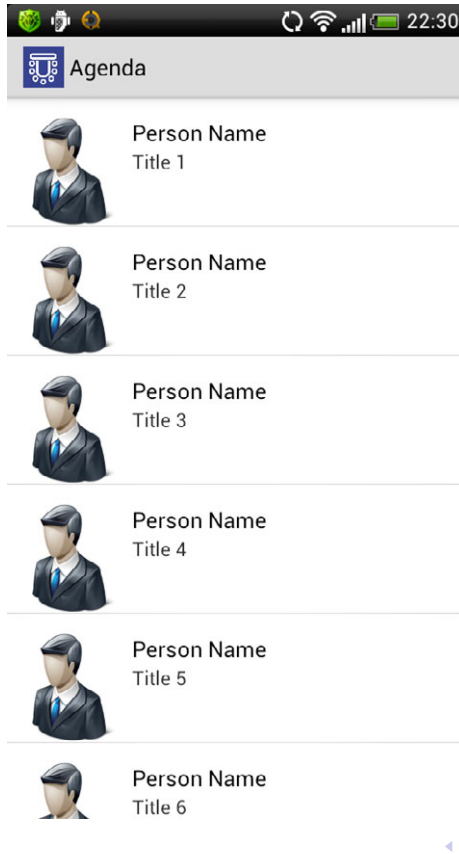 22:30
Agenda
Person Name
Title 1
Person Name
Title 2
Person Name
Title 3
Person Name
Title 4
Person Name
Title 5
Person Name
Title 6